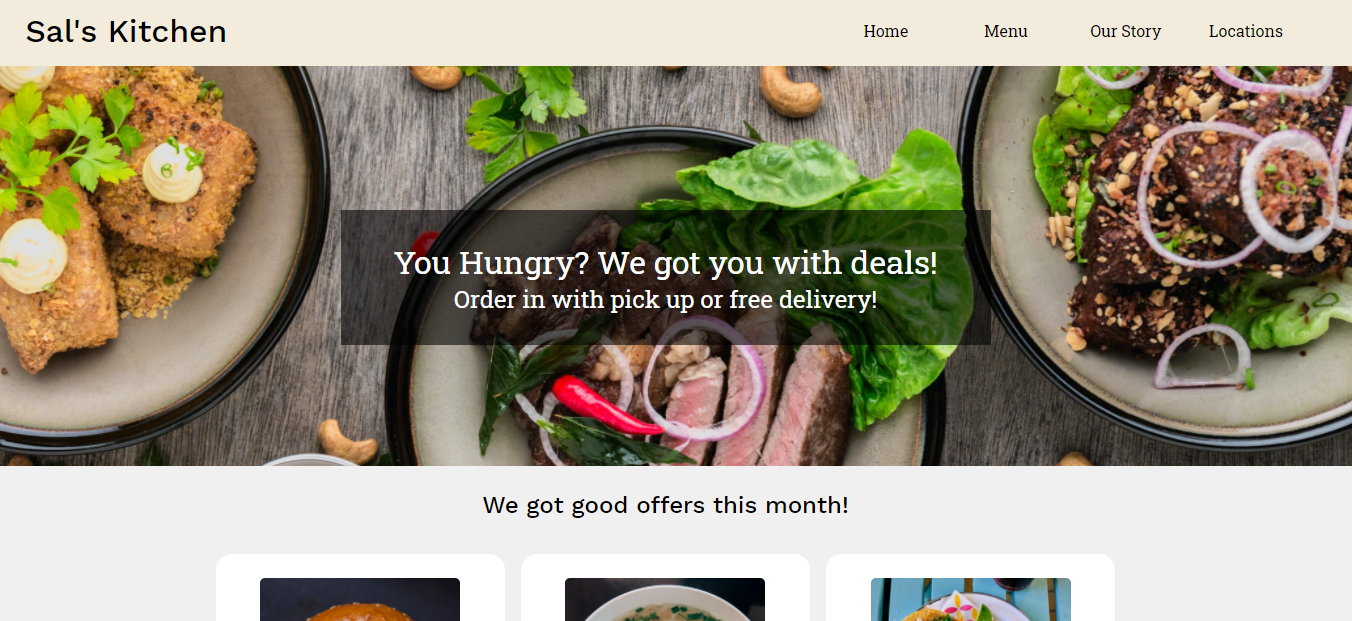 Sal's Kitchen
Home Menu Our Story Locations
You Hungry? We got you with deals!
Order in with pick up or free delivery!
We got good offers this month!